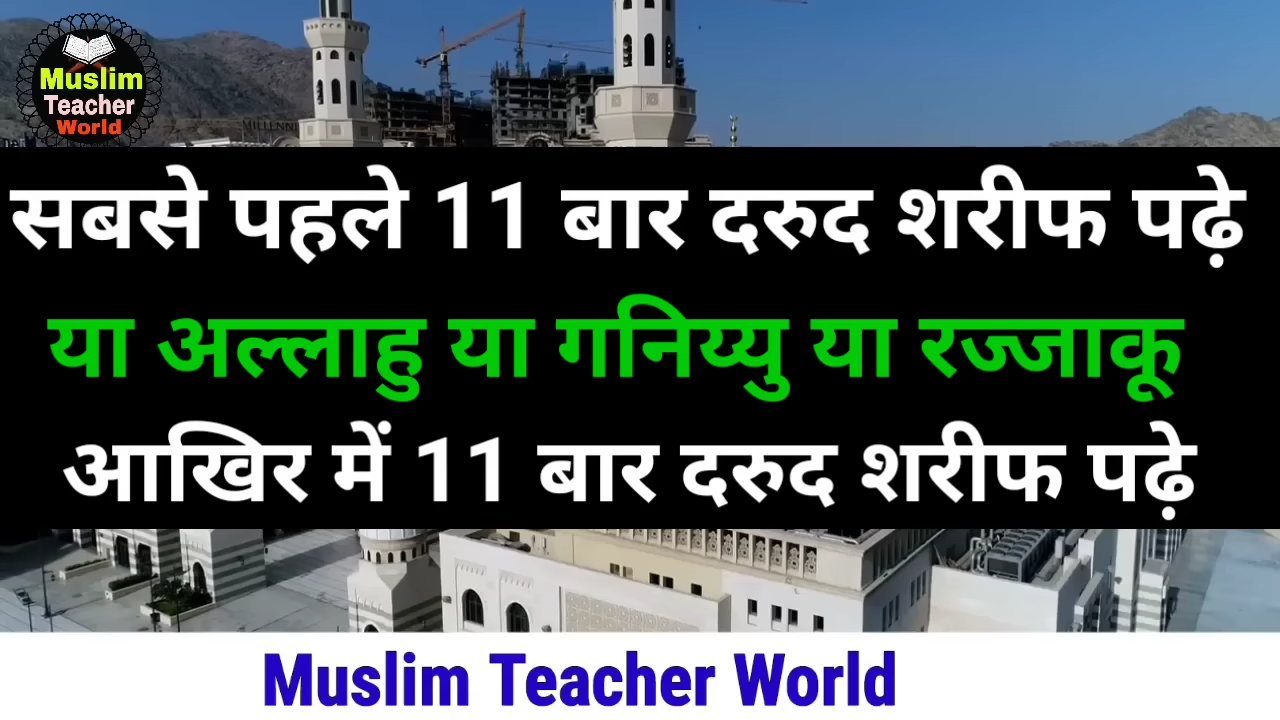 Muslim
Teacher
World
सबसे पहले 11 बार दरुद शरीफ पढ़े
या अल्लाहु या गनिय्यु या रज्जाकू
आखिर में 11 बार दरुद शरीफ पढ़े
Muslim Teacher World